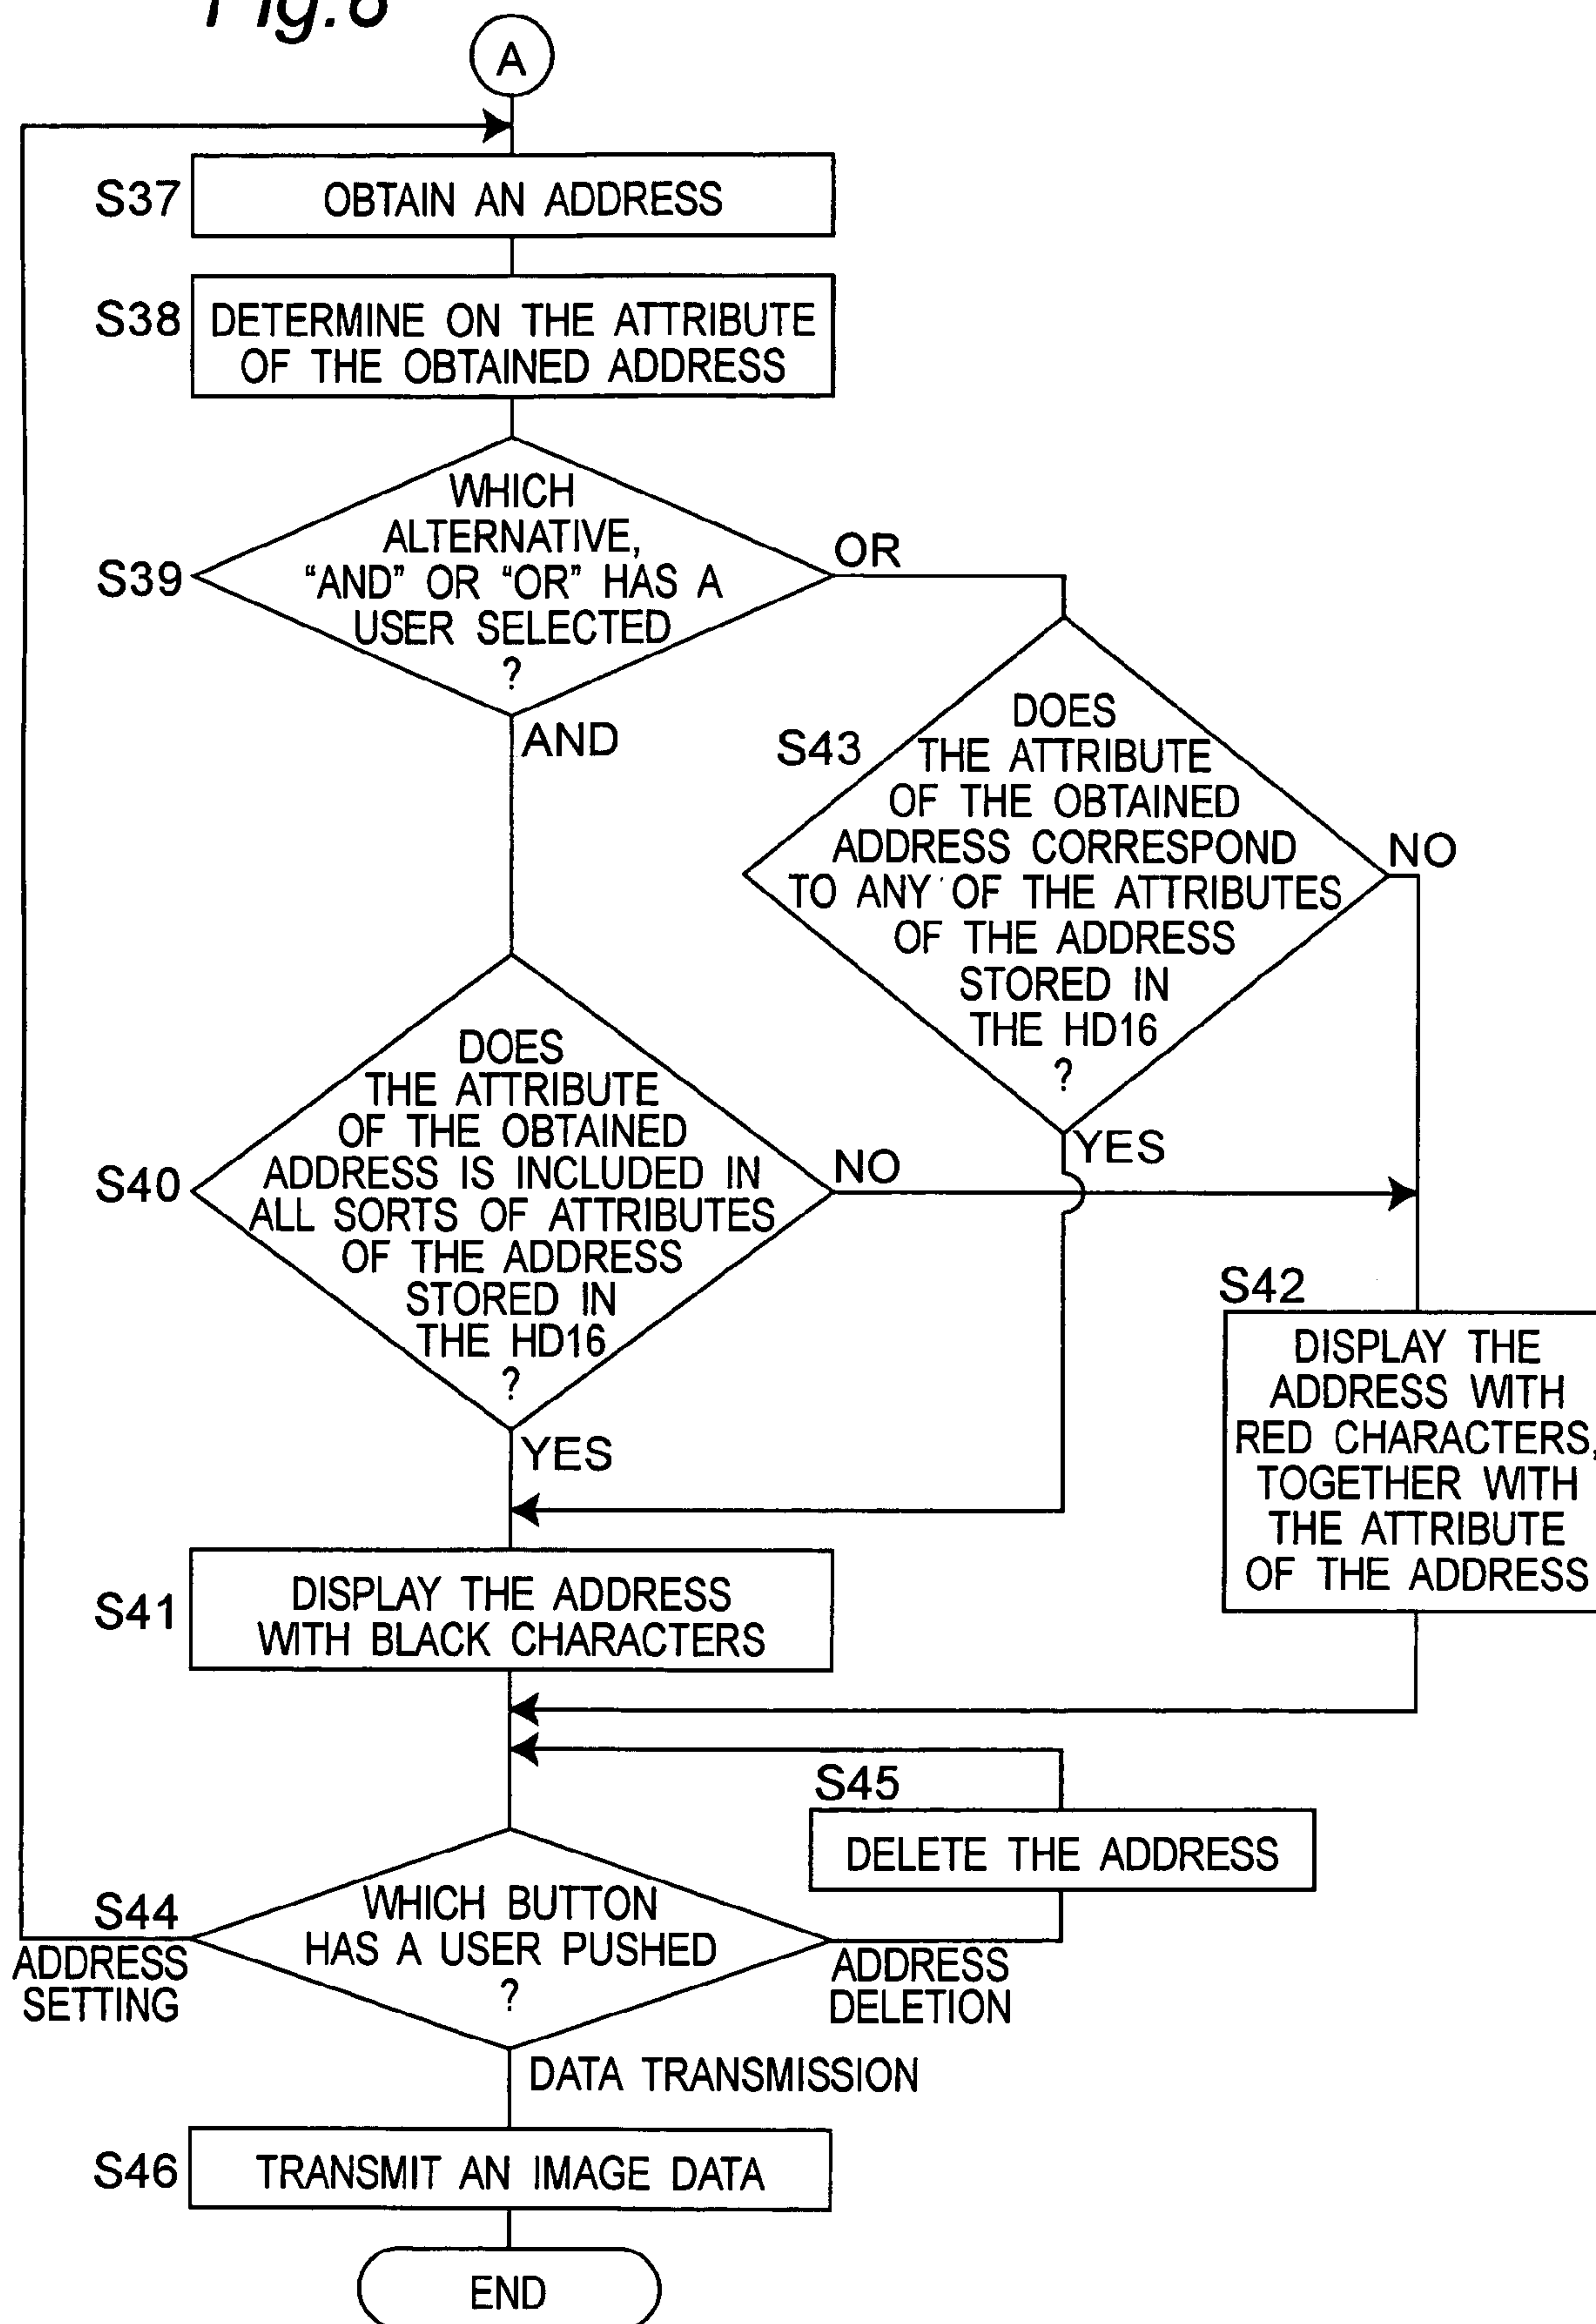 Fig.8
A
S37
OBTAIN AN ADDRESS
S38
DETERMINE ON THE ATTRIBUTE
OF THE OBTAINED ADDRESS
S39
WHICH
ALTERNATIVE,
“AND” OR “OR” HAS A
USER SELECTED
?
OR
AND
S43
DOES
THE ATTRIBUTE
OF THE OBTAINED
ADDRESS CORRESPOND
TO ANY OF THE ATTRIBUTES
OF THE ADDRESS
STORED IN
THE HD16
?
NO
YES
S40
DOES
THE ATTRIBUTE
OF THE OBTAINED
ADDRESS IS INCLUDED IN
ALL SORTS OF ATTRIBUTES
OF THE ADDRESS
STORED IN
THE HD16
?
NO
YES
S42
DISPLAY THE
ADDRESS WITH
RED CHARACTERS,
TOGETHER WITH
THE ATTRIBUTE
OF THE ADDRESS
S41
DISPLAY THE ADDRESS
WITH BLACK CHARACTERS
S45
DELETE THE ADDRESS
S44
WHICH BUTTON
HAS A USER PUSHED
?
ADDRESS
SETTING
ADDRESS
DELETION
DATA TRANSMISSION
S46
TRANSMIT AN IMAGE DATA
END